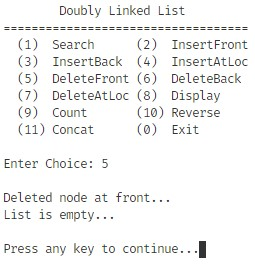 Doubly Linked List
==================================
(1) Search (2) InsertFront
(3) InsertBack (4) InsertAtLoc
(5) DeleteFront (6) DeleteBack
(7) DeleteAtLoc (8) Display
(9) Count (10) Reverse
(11) Concat (0) Exit
Enter Choice: 5
Deleted node at front...
List is empty...
Press any key to continue...